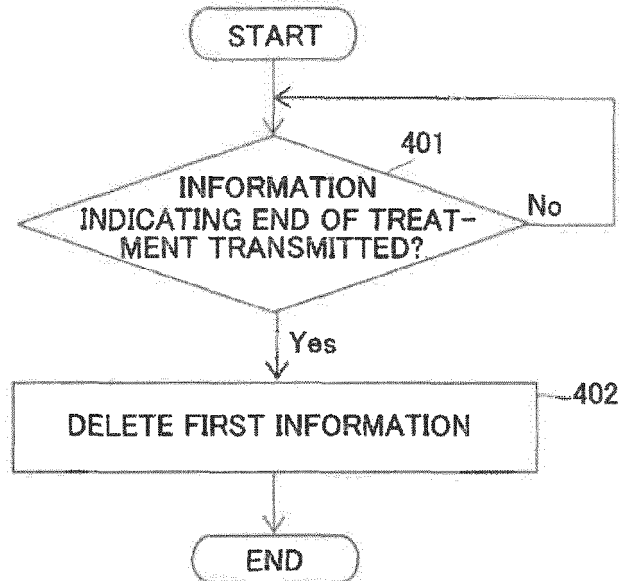 START
401
INFORMATION
INDICATING END OF TREAT-
MENT TRANSMITTED?
No
Yes
402
DELETE FIRST INFORMATION
END